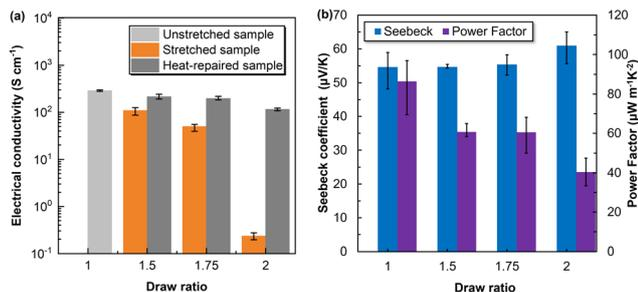 (a)
10⁴
10³
10²
10¹
10⁰
10⁻¹
Electrical conductivity (S cm⁻¹)
Unstretched sample
Stretched sample
Heat-repaired sample
1 1.5 1.75 2
Draw ratio
(b)
Seebeck Power Factor
70
60
50
40
30
20
10
0
Seebeck coefficient (µV/K)
120
100
80
60
40
20
0
Power Factor (µW m⁻¹K⁻²)
1 1.5 1.75 2
Draw ratio